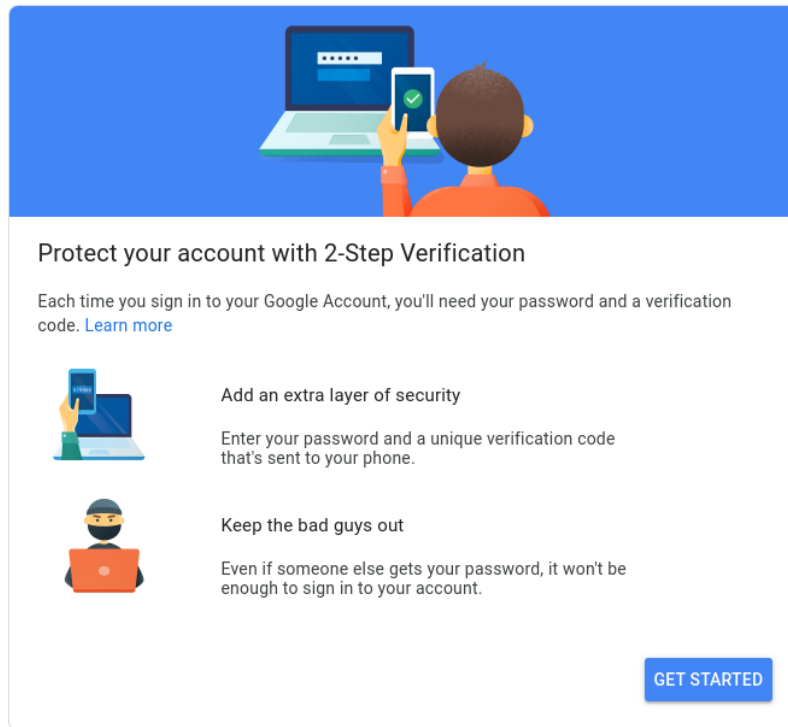 Protect your account with 2-Step Verification
Each time you sign in to your Google Account, you'll need your password and a verification
code. Learn more
Add an extra layer of security
Enter your password and a unique verification code
that's sent to your phone.
Keep the bad guys out
Even if someone else gets your password, it won't be
enough to sign in to your account.
GET STARTED